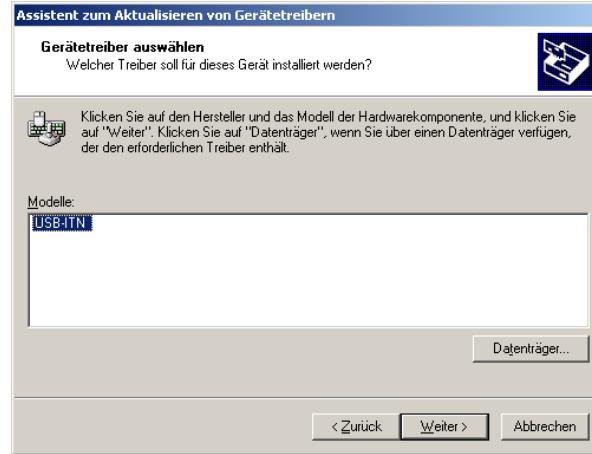 Assistent zum Aktualisieren von Gerätetreibern
Gerätetreiber auswählen
Welcher Treiber soll für dieses Gerät installiert werden?
Klicken Sie auf den Hersteller und das Modell der Hardwarekomponente, und klicken Sie
auf "Weiter". Klicken Sie auf "Datenträger", wenn Sie über einen Datenträger verfügen,
der den erforderlichen Treiber enthält.
Modelle:
USB-ITN
Datenträger...
< Zurück Weiter > Abbrechen